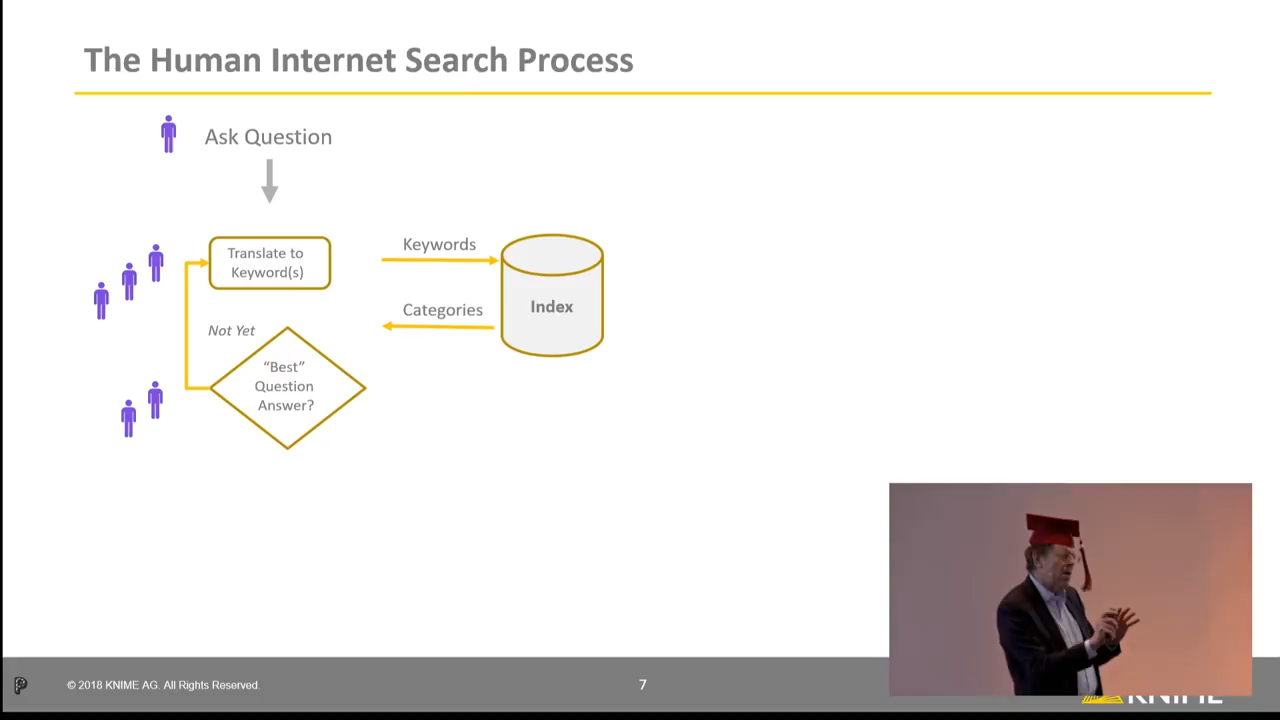 The Human Internet Search Process
Ask Question
Translate to
Keyword(s)
Keywords
Categories
Index
Not Yet
“Best”
Question
Answer?
© 2018 KNIME AG. All Rights Reserved.
7
KNIME